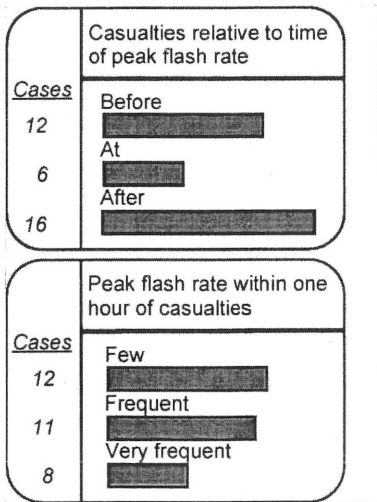 Casualties relative to time
of peak flash rate
Cases
Before
12
At
6
After
16
Peak flash rate within one
hour of casualties
Cases
Few
12
Frequent
11
Very frequent
8